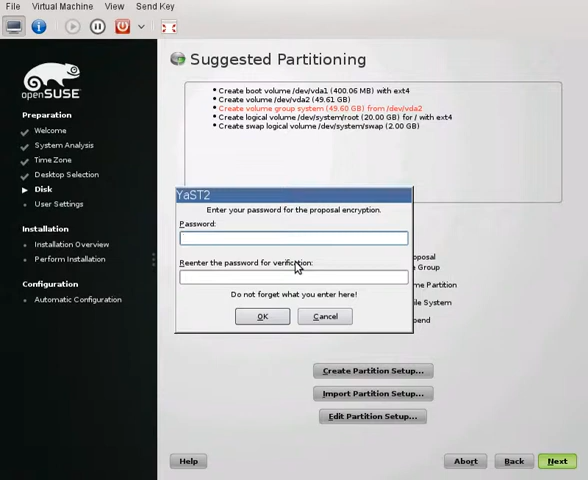 File Virtual Machine View Send Key
openSUSE
Preparation
Welcome
System Analysis
Time Zone
Desktop Selection
Disk
User Settings
Installation
Installation Overview
Perform Installation
Configuration
Automatic Configuration
Suggested Partitioning
• Create boot volume /dev/vda1 (400.06 MB) with ext4
• Create volume /dev/vda2 (49.61 GB)
• Create volume group system (49.60 GB) from /dev/vda2
• Create logical volume /dev/system/root (20.00 GB) for / with ext4
• Create swap logical volume /dev/system/swap (2.00 GB)
YaST2
Enter your password for the proposal encryption.
Password:
Reenter the password for verification:
Do not forget what you enter here!
OK Cancel
Group
Partition
System
Create Partition Setup...
Import Partition Setup...
Edit Partition Setup...
Help Abort Back Next